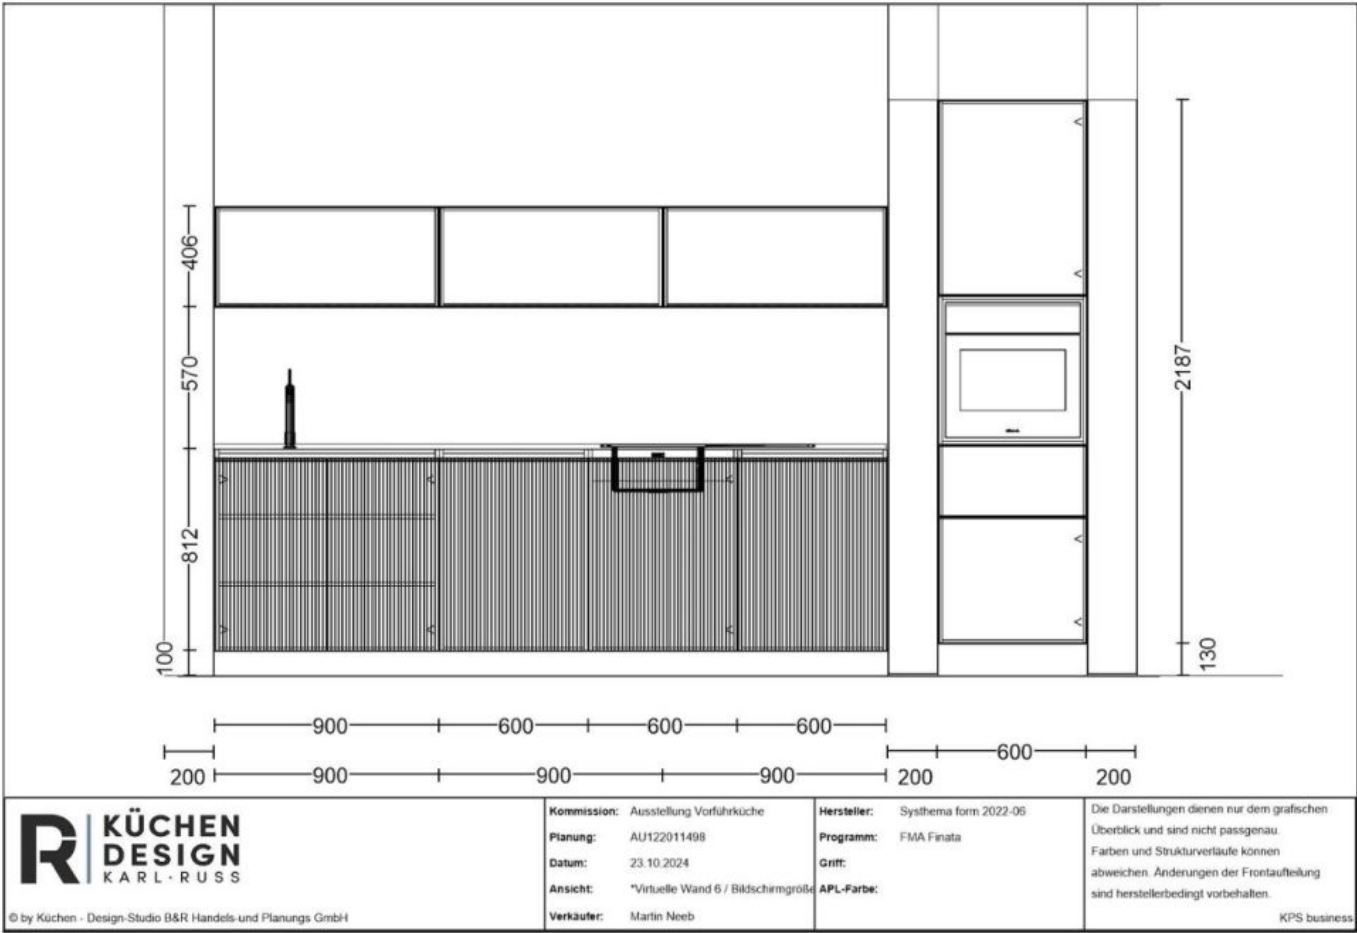 406
570
812
100
2187
130
900
600
600
600
600
200
900
900
900
200
200
R KÜCHEN
DESIGN
KARL·RUSS
© by Küchen - Design-Studio B&R Handels-und Planungs GmbH
Kommission: Ausstellung Vorführküche
Planung: AU122011498
Datum: 23.10.2024
Ansicht: *Virtuelle Wand 6 / Bildschirmgröße
Verkäufer: Martin Neeb
Hersteller: Systhema form 2022-06
Programm: FMA Finata
Griff:
APL-Farbe:
Die Darstellungen dienen nur dem grafischen
Überblick und sind nicht passgenau.
Farben und Strukturverläufe können
abweichen. Änderungen der Frontaufteilung
sind herstellerbedingt vorbehalten.
KPS business